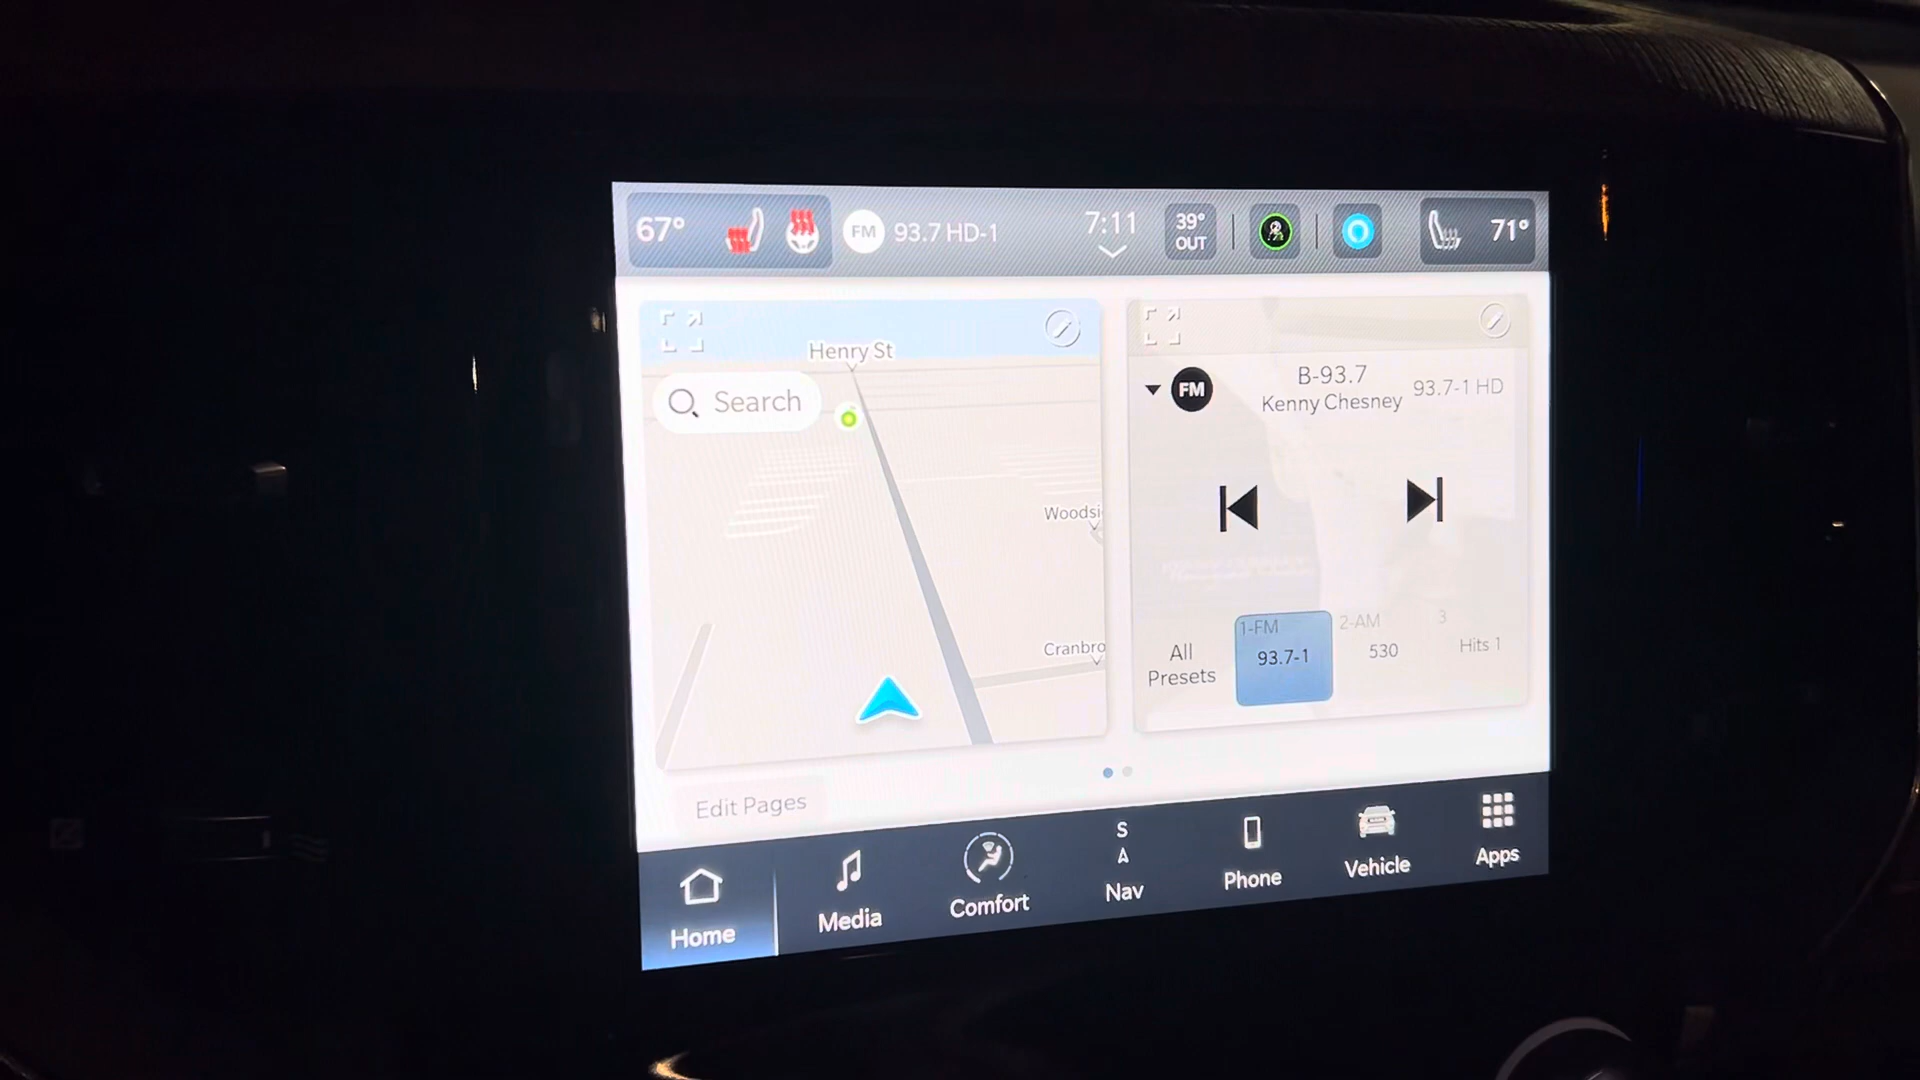 67°
FM 93.7 HD-1
7:11
39°
OUT
71°
Henry St
Search
Woodsi
Cranbro
FM
B-93.7
Kenny Chesney
93.7-1 HD
All
Presets
1-FM
93.7-1
2-AM
530
3
Hits 1
Edit Pages
Home
Media
Comfort
S
Nav
Phone
Vehicle
Apps